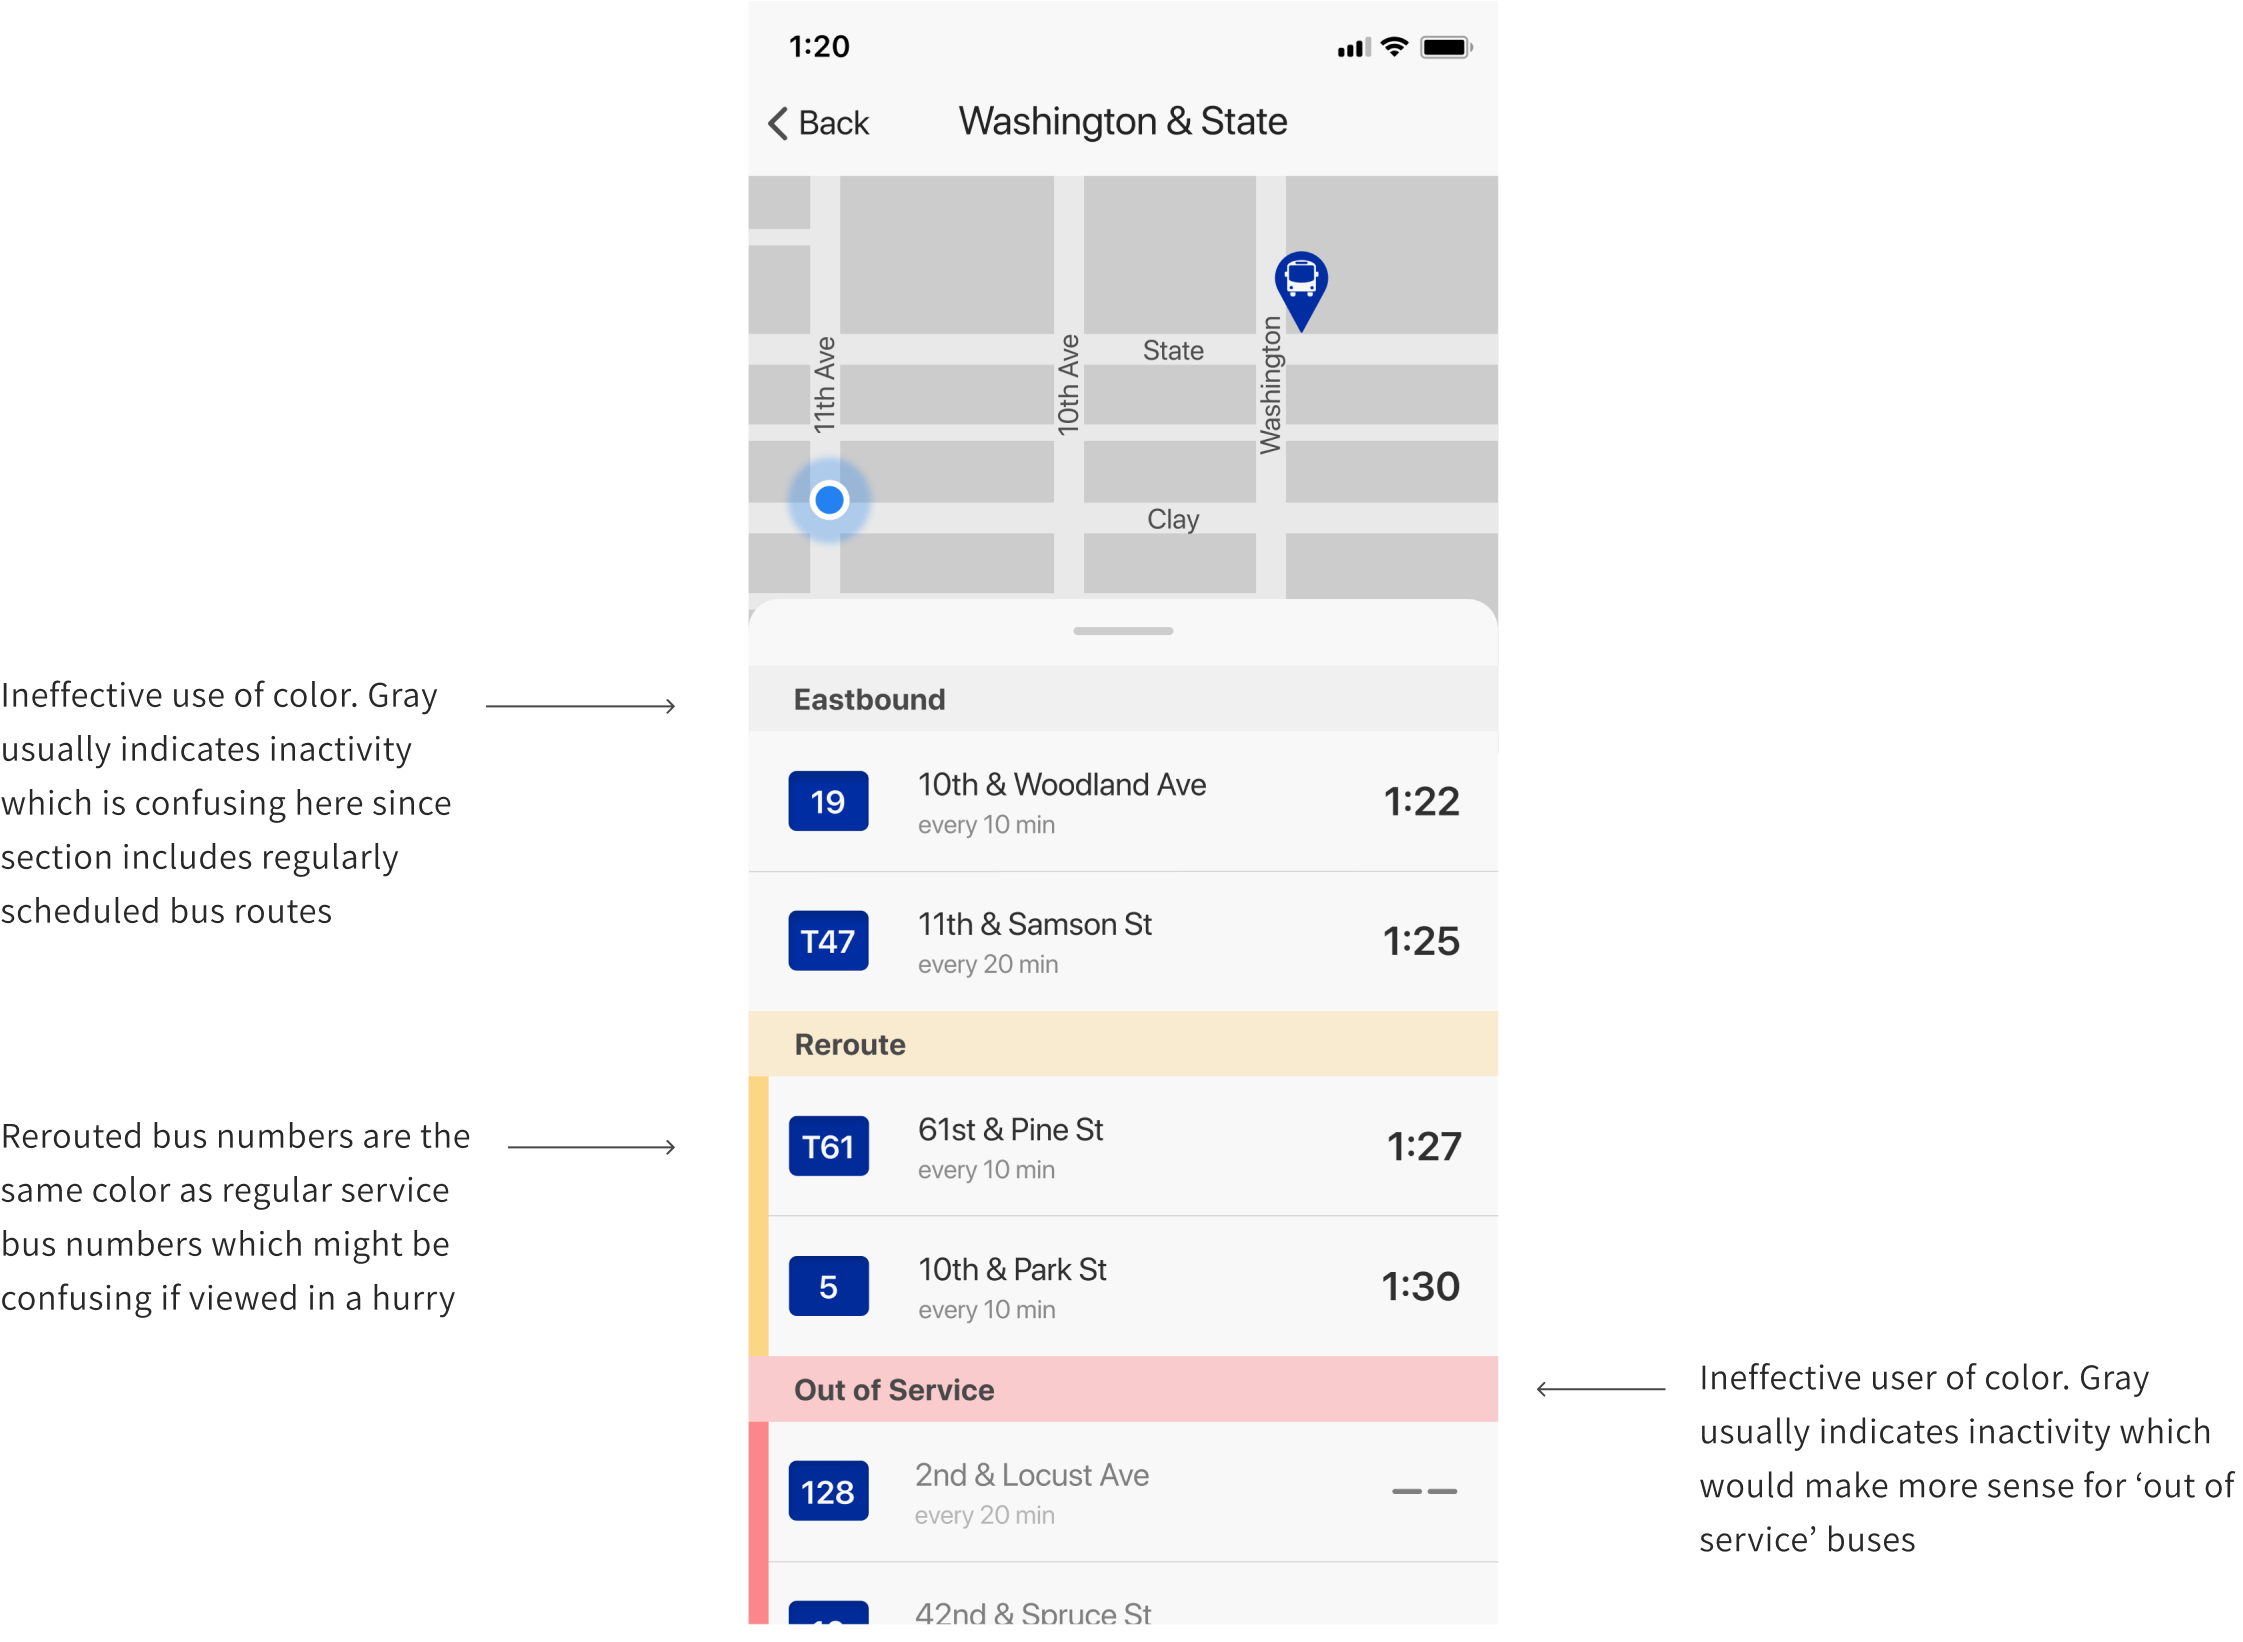 1:20
Back
Washington & State
11th Ave
10th Ave
State
Washington
Clay
Ineffective use of color. Gray
usually indicates inactivity
which is confusing here since
section includes regularly
scheduled bus routes
Eastbound
19
10th & Woodland Ave
every 10 min
1:22
T47
11th & Samson St
every 20 min
1:25
Reroute
Rerouted bus numbers are the
same color as regular service
bus numbers which might be
confusing if viewed in a hurry
T61
61st & Pine St
every 10 min
1:27
5
10th & Park St
every 10 min
1:30
Out of Service
Ineffective user of color. Gray
usually indicates inactivity which
would make more sense for ‘out of
service’ buses
128
2nd & Locust Ave
every 20 min
— —
42nd & Spruce St